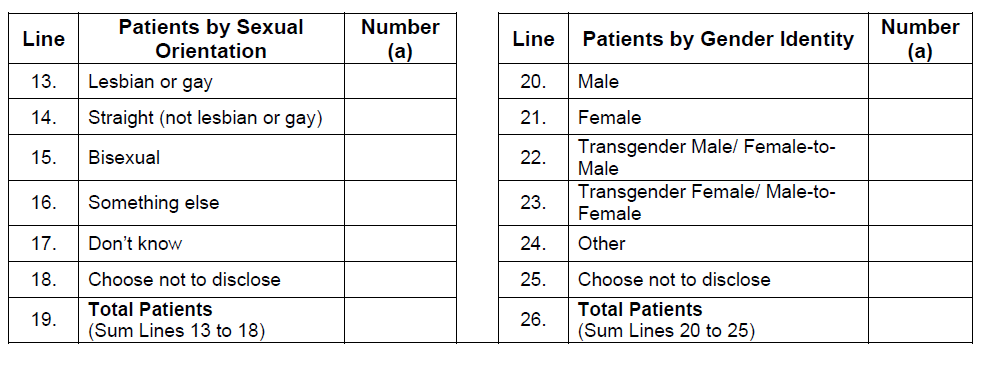 Line
Patients by Sexual
Orientation
Number
(a)
13. Lesbian or gay
14. Straight (not lesbian or gay)
15. Bisexual
16. Something else
17. Don't know
18. Choose not to disclose
19. Total Patients
(Sum Lines 13 to 18)
Line
Patients by Gender Identity
Number
(a)
20. Male
21. Female
22. Transgender Male/ Female-to-
Male
23. Transgender Female/ Male-to-
Female
24. Other
25. Choose not to disclose
26. Total Patients
(Sum Lines 20 to 25)